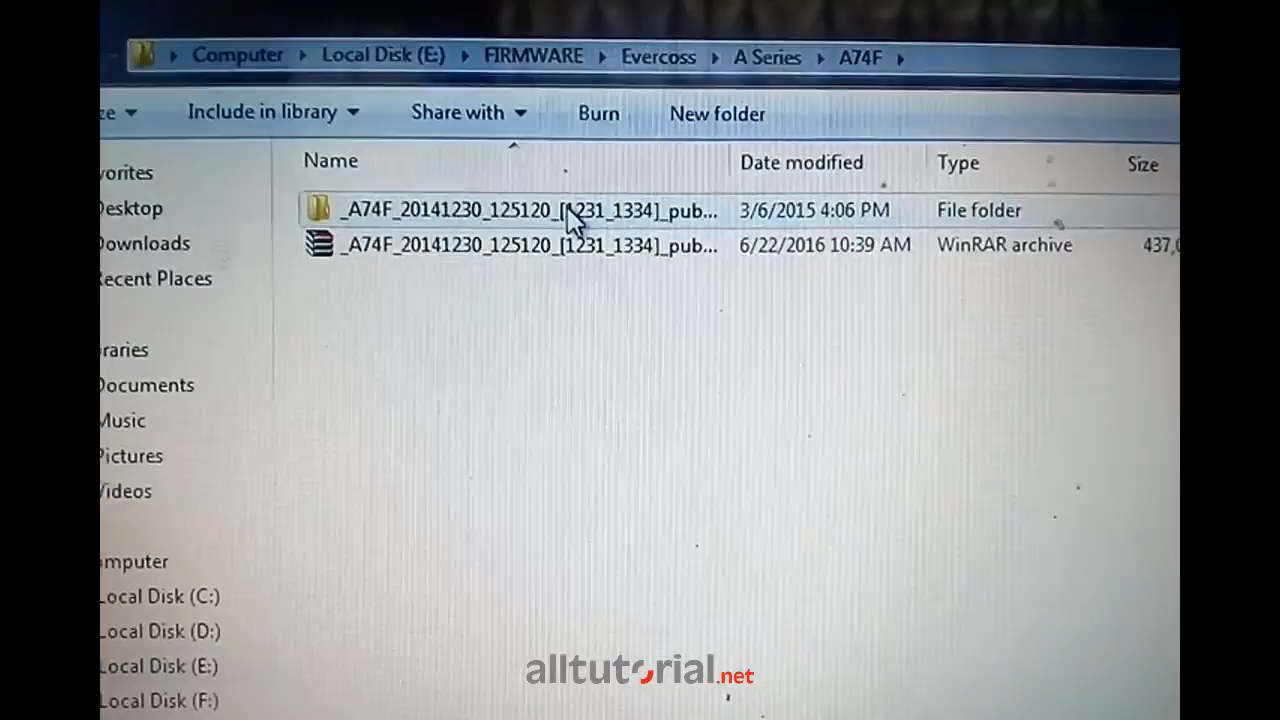 Computer Local Disk (E:) FIRMWARE Evercoss A Series A74F
ze Include in library Share with Burn New folder
Name Date modified Type Size
_A74F_20141230_125120_[1231_1334]_pub... 3/6/2015 4:06 PM File folder
_A74F_20141230_125120_[1231_1334]_pub... 6/22/2016 10:39 AM WinRAR archive 437,0
vorites
Desktop
Downloads
Recent Places
raries
Documents
Music
Pictures
Videos
mputer
Local Disk (C:)
Local Disk (D:)
Local Disk (E:)
Local Disk (F:)
alltutorial.net